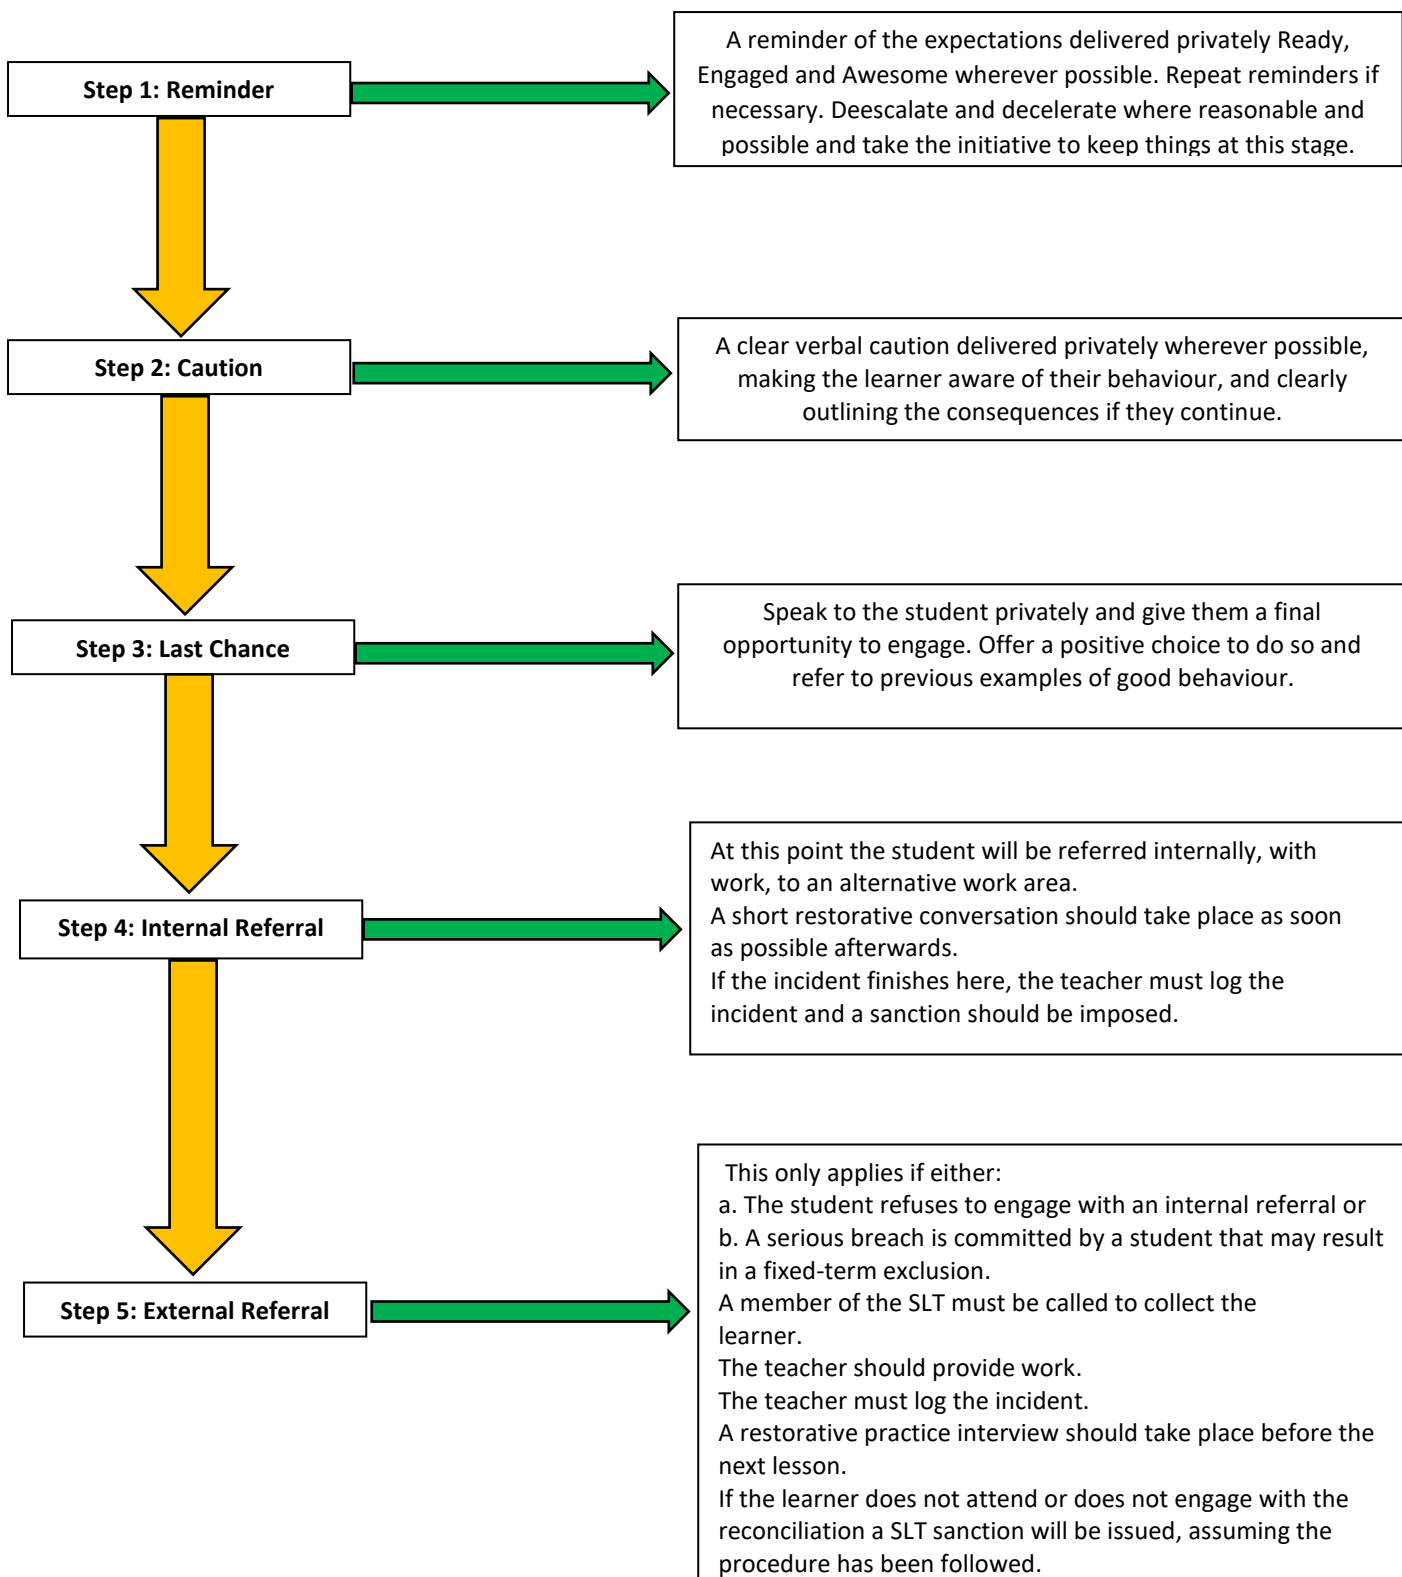 Step 1: Reminder
A reminder of the expectations delivered privately Ready,
Engaged and Awesome wherever possible. Repeat reminders if
necessary. Deescalate and decelerate where reasonable and
possible and take the initiative to keep things at this stage.
Step 2: Caution
A clear verbal caution delivered privately wherever possible,
making the learner aware of their behaviour, and clearly
outlining the consequences if they continue.
Step 3: Last Chance
Speak to the student privately and give them a final
opportunity to engage. Offer a positive choice to do so and
refer to previous examples of good behaviour.
Step 4: Internal Referral
At this point the student will be referred internally, with
work, to an alternative work area.
A short restorative conversation should take place as soon
as possible afterwards.
If the incident finishes here, the teacher must log the
incident and a sanction should be imposed.
Step 5: External Referral
This only applies if either:
a. The student refuses to engage with an internal referral or
b. A serious breach is committed by a student that may result
in a fixed-term exclusion.
A member of the SLT must be called to collect the
learner.
The teacher should provide work.
The teacher must log the incident.
A restorative practice interview should take place before the
next lesson.
If the learner does not attend or does not engage with the
reconciliation a SLT sanction will be issued, assuming the
procedure has been followed.